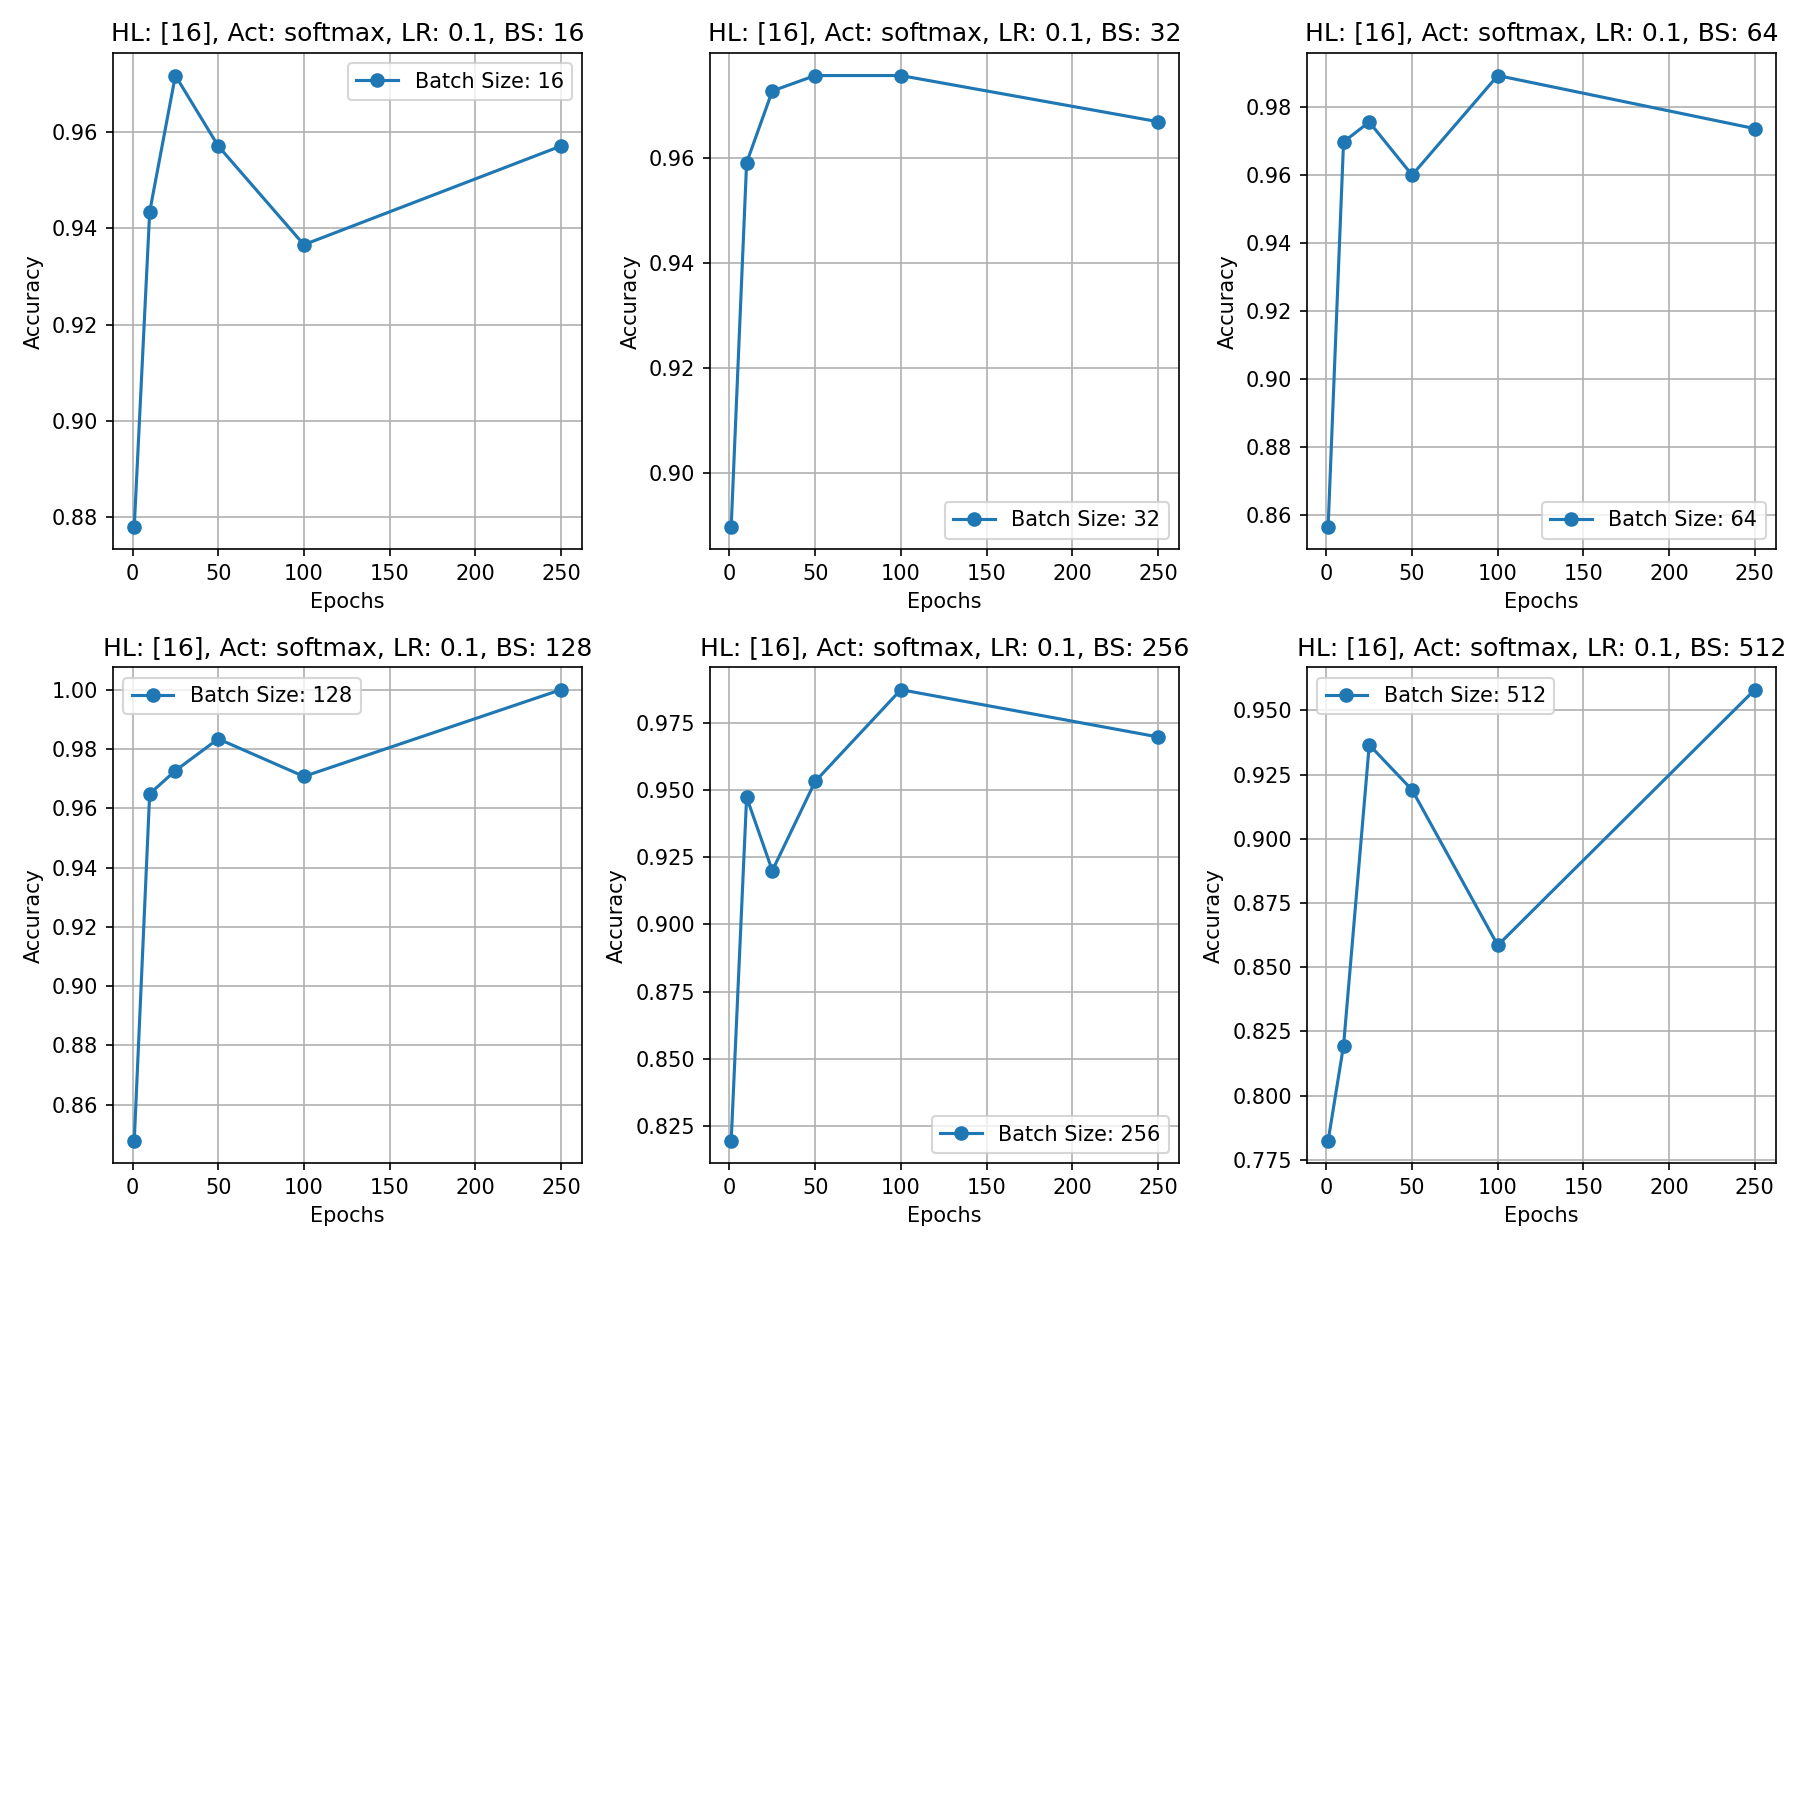 HL: [16], Act: softmax, LR: 0.1, BS: 16
Batch Size: 16
Accuracy
0.96
0.94
0.92
0.90
0.88
0 50 100 150 200 250
Epochs
HL: [16], Act: softmax, LR: 0.1, BS: 32
Batch Size: 32
Accuracy
0.96
0.94
0.92
0.90
0 50 100 150 200 250
Epochs
HL: [16], Act: softmax, LR: 0.1, BS: 64
Batch Size: 64
Accuracy
0.98
0.96
0.94
0.92
0.90
0.88
0.86
0 50 100 150 200 250
Epochs
HL: [16], Act: softmax, LR: 0.1, BS: 128
Batch Size: 128
Accuracy
1.00
0.98
0.96
0.94
0.92
0.90
0.88
0.86
0 50 100 150 200 250
Epochs
HL: [16], Act: softmax, LR: 0.1, BS: 256
Batch Size: 256
Accuracy
0.975
0.950
0.925
0.900
0.875
0.850
0.825
0 50 100 150 200 250
Epochs
HL: [16], Act: softmax, LR: 0.1, BS: 512
Batch Size: 512
Accuracy
0.950
0.925
0.900
0.875
0.850
0.825
0.800
0.775
0 50 100 150 200 250
Epochs